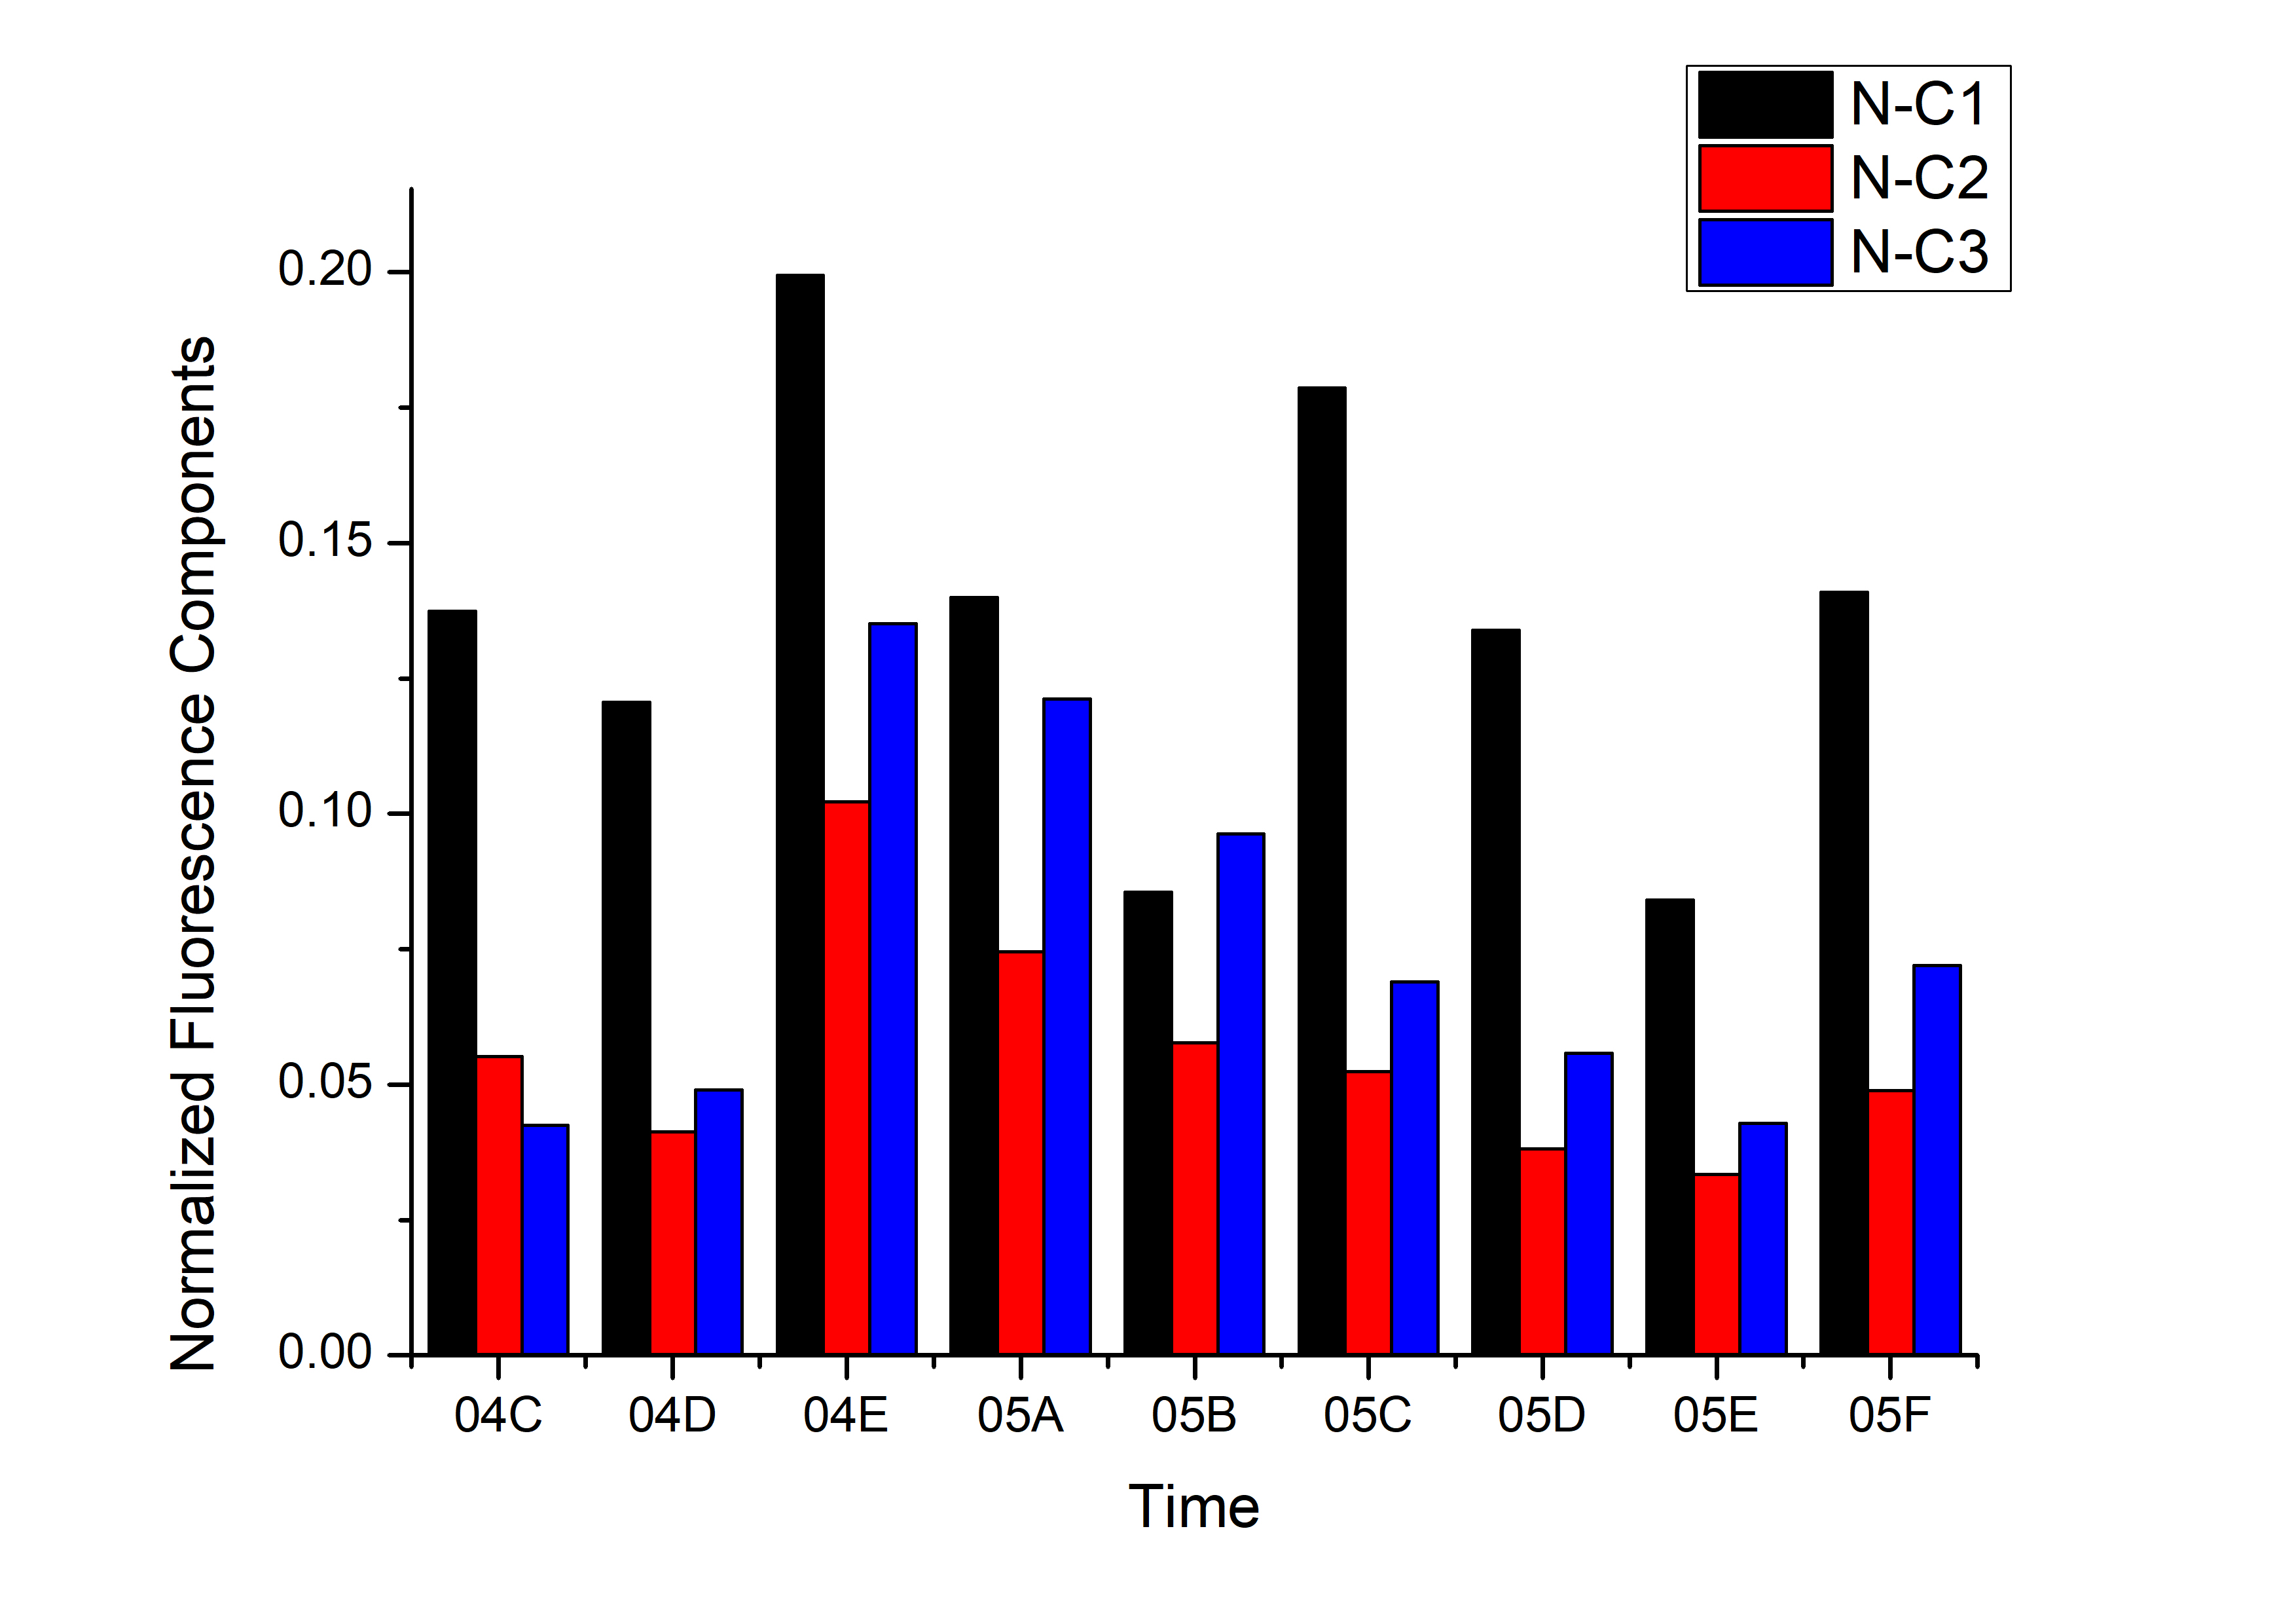 N-C1
N-C2
N-C3
Normalized Fluorescence Components
0.20
0.15
0.10
0.05
0.00
04C 04D 04E 05A 05B 05C 05D 05E 05F
Time